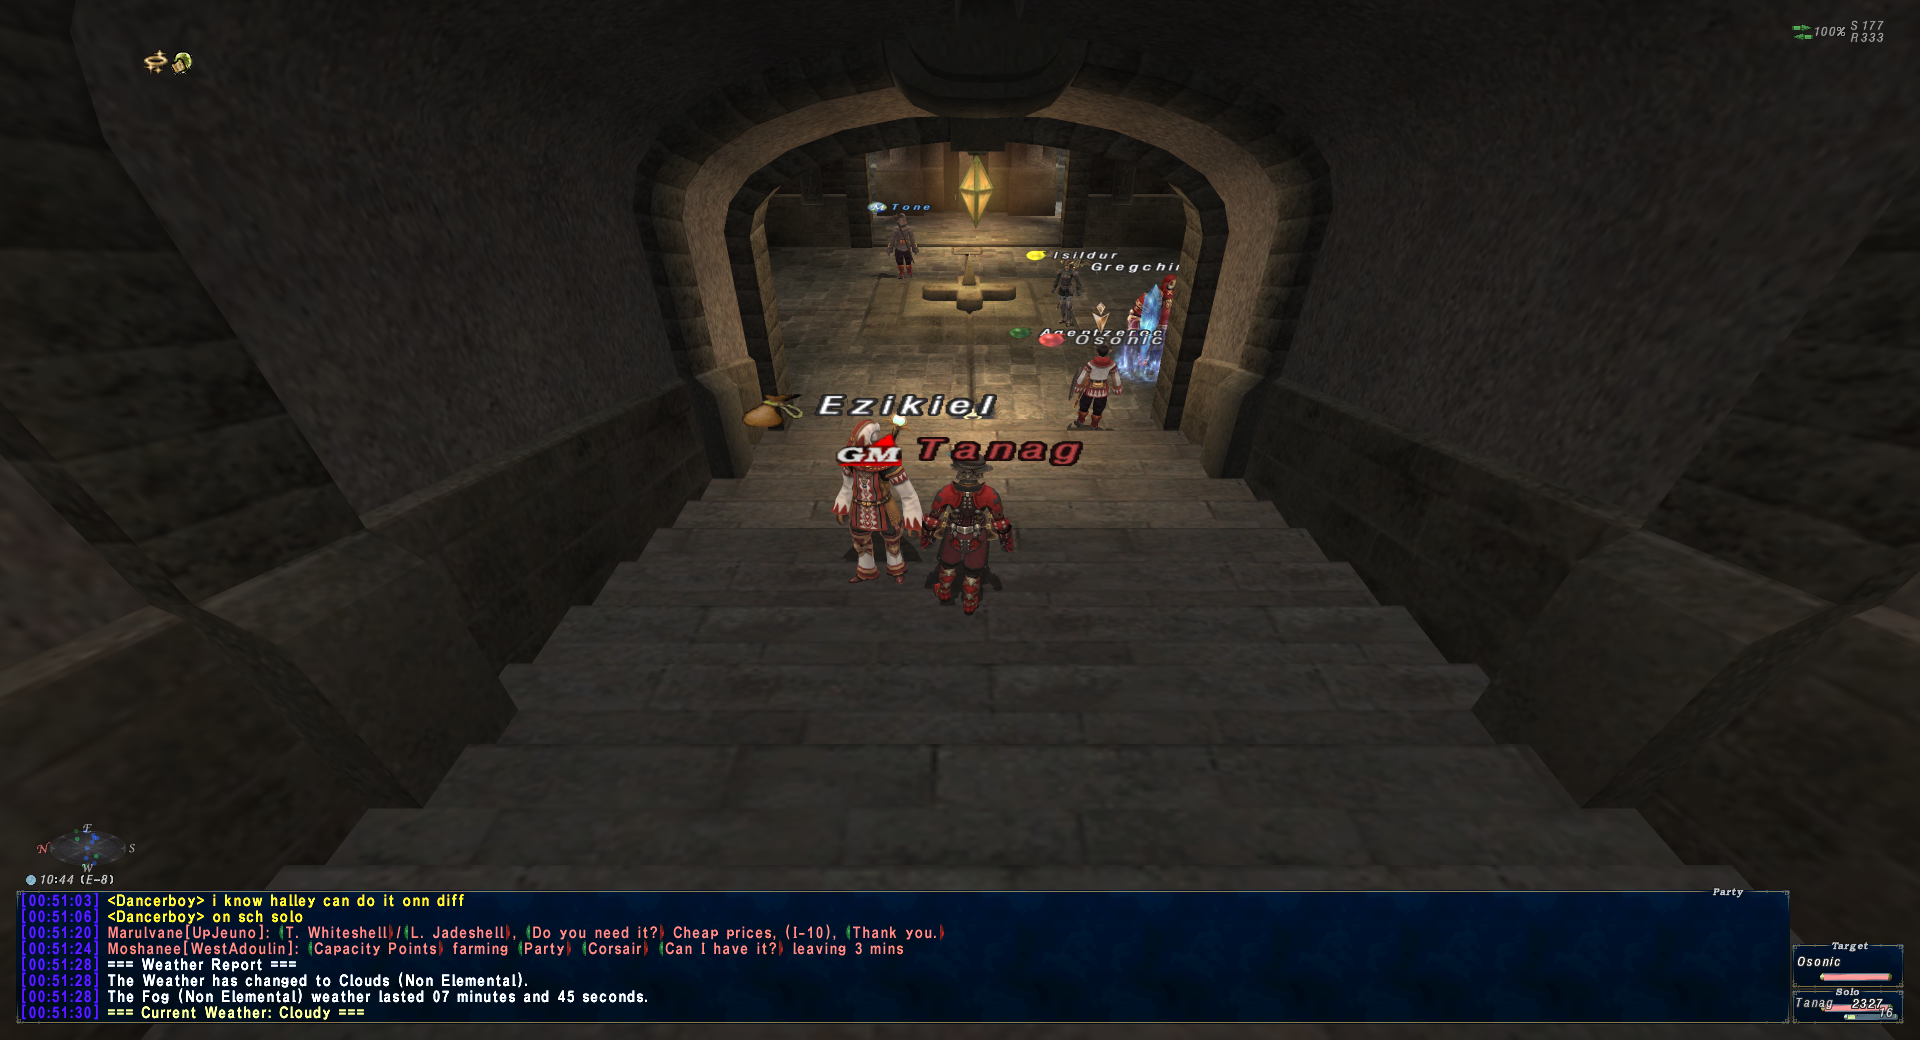 100% S 177
R 333
Tone
Isildur
Gregchi
Agentzero
Osonic
Ezikiel
GM Tanag
E
N S
W
10:44 (E-8)
Party
[00:51:03] <Dancerboy> i know halley can do it onn diff
[00:51:06] <Dancerboy> on sch solo
[00:51:20] Marulvane[UpJeuno]: {T. Whiteshell}/{L. Jadeshell}, {Do you need it?} Cheap prices, (I-10), {Thank you.}
[00:51:24] Moshanee[WestAdoulin]: {Capacity Points} farming {Party} {Corsair} {Can I have it?} leaving 3 mins
[00:51:28] === Weather Report ===
[00:51:28] The Weather has changed to Clouds (Non Elemental).
[00:51:28] The Fog (Non Elemental) weather lasted 07 minutes and 45 seconds.
[00:51:30] === Current Weather: Cloudy ===
Target
Osonic
Solo
Tanag 2327
16